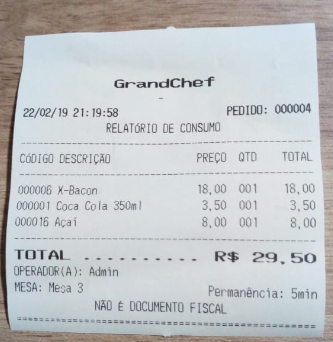 GrandChef
-
22/02/19 21:19:58 PEDIDO: 000004
RELATÓRIO DE CONSUMO
CÓDIGO DESCRIÇÃO PREÇO QTD TOTAL
000006 X-Bacon 18,00 001 18,00
000001 Coca Cola 350ml 3,50 001 3,50
000016 Açaí 8,00 001 8,00
TOTAL .......... R$ 29,50
OPERADOR(A): Admin
MESA: Mesa 3 Permanência: 5min
NÃO É DOCUMENTO FISCAL